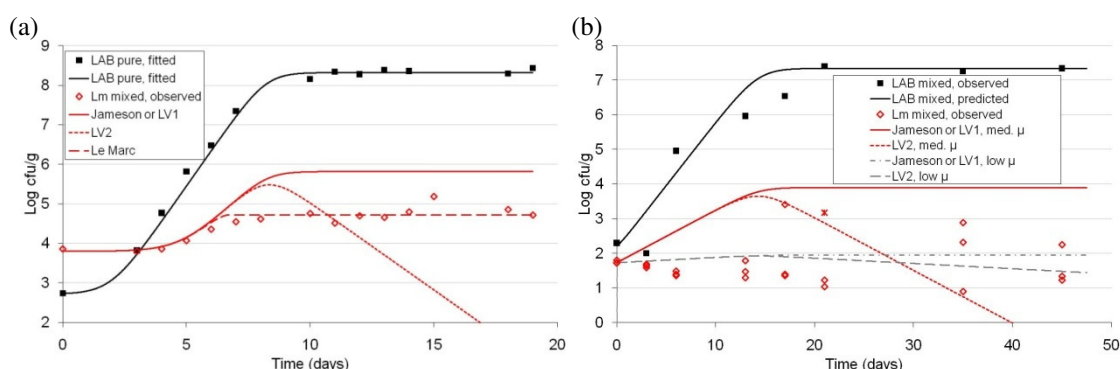 (a)
9
8
7
6
5
4
3
2
Log cfu/g
LAB pure, fitted
LAB pure, fitted
Lm mixed, observed
Jameson or LV1
LV2
Le Marc
0
5
10
15
20
Time (days)
(b)
8
7
6
5
4
3
2
1
0
Log cfu/g
LAB mixed, observed
LAB mixed, predicted
Lm mixed, observed
Jameson or LV1, med. µ
LV2, med. µ
Jameson or LV1, low µ
LV2, low µ
0
10
20
30
40
50
Time (days)